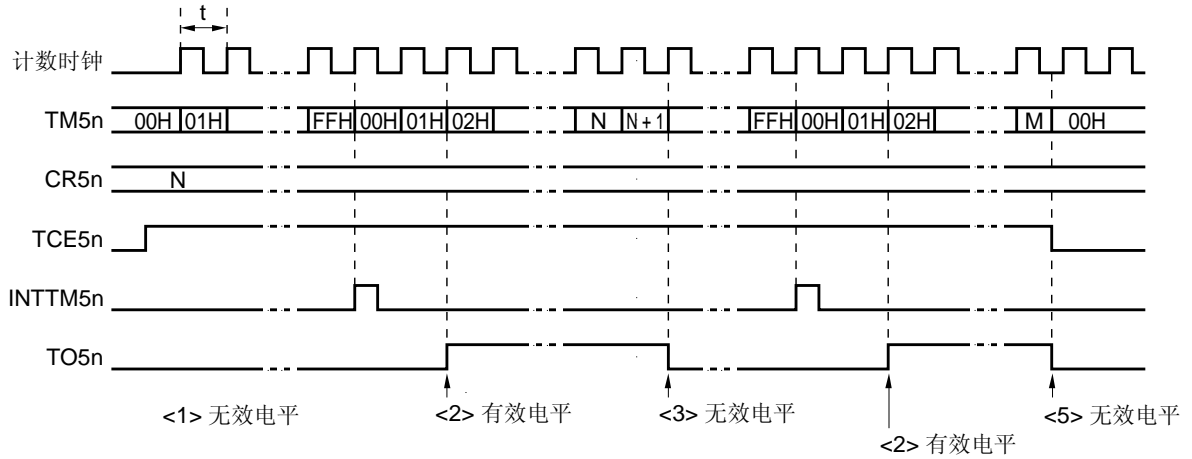 t
计数时钟
TM5n 00H 01H FFH 00H 01H 02H N N + 1 FFH 00H 01H 02H M 00H
CR5n N
TCE5n
INTTM5n
TO5n
<1> 无效电平 <2> 有效电平 <3> 无效电平 <5> 无效电平
<2> 有效电平